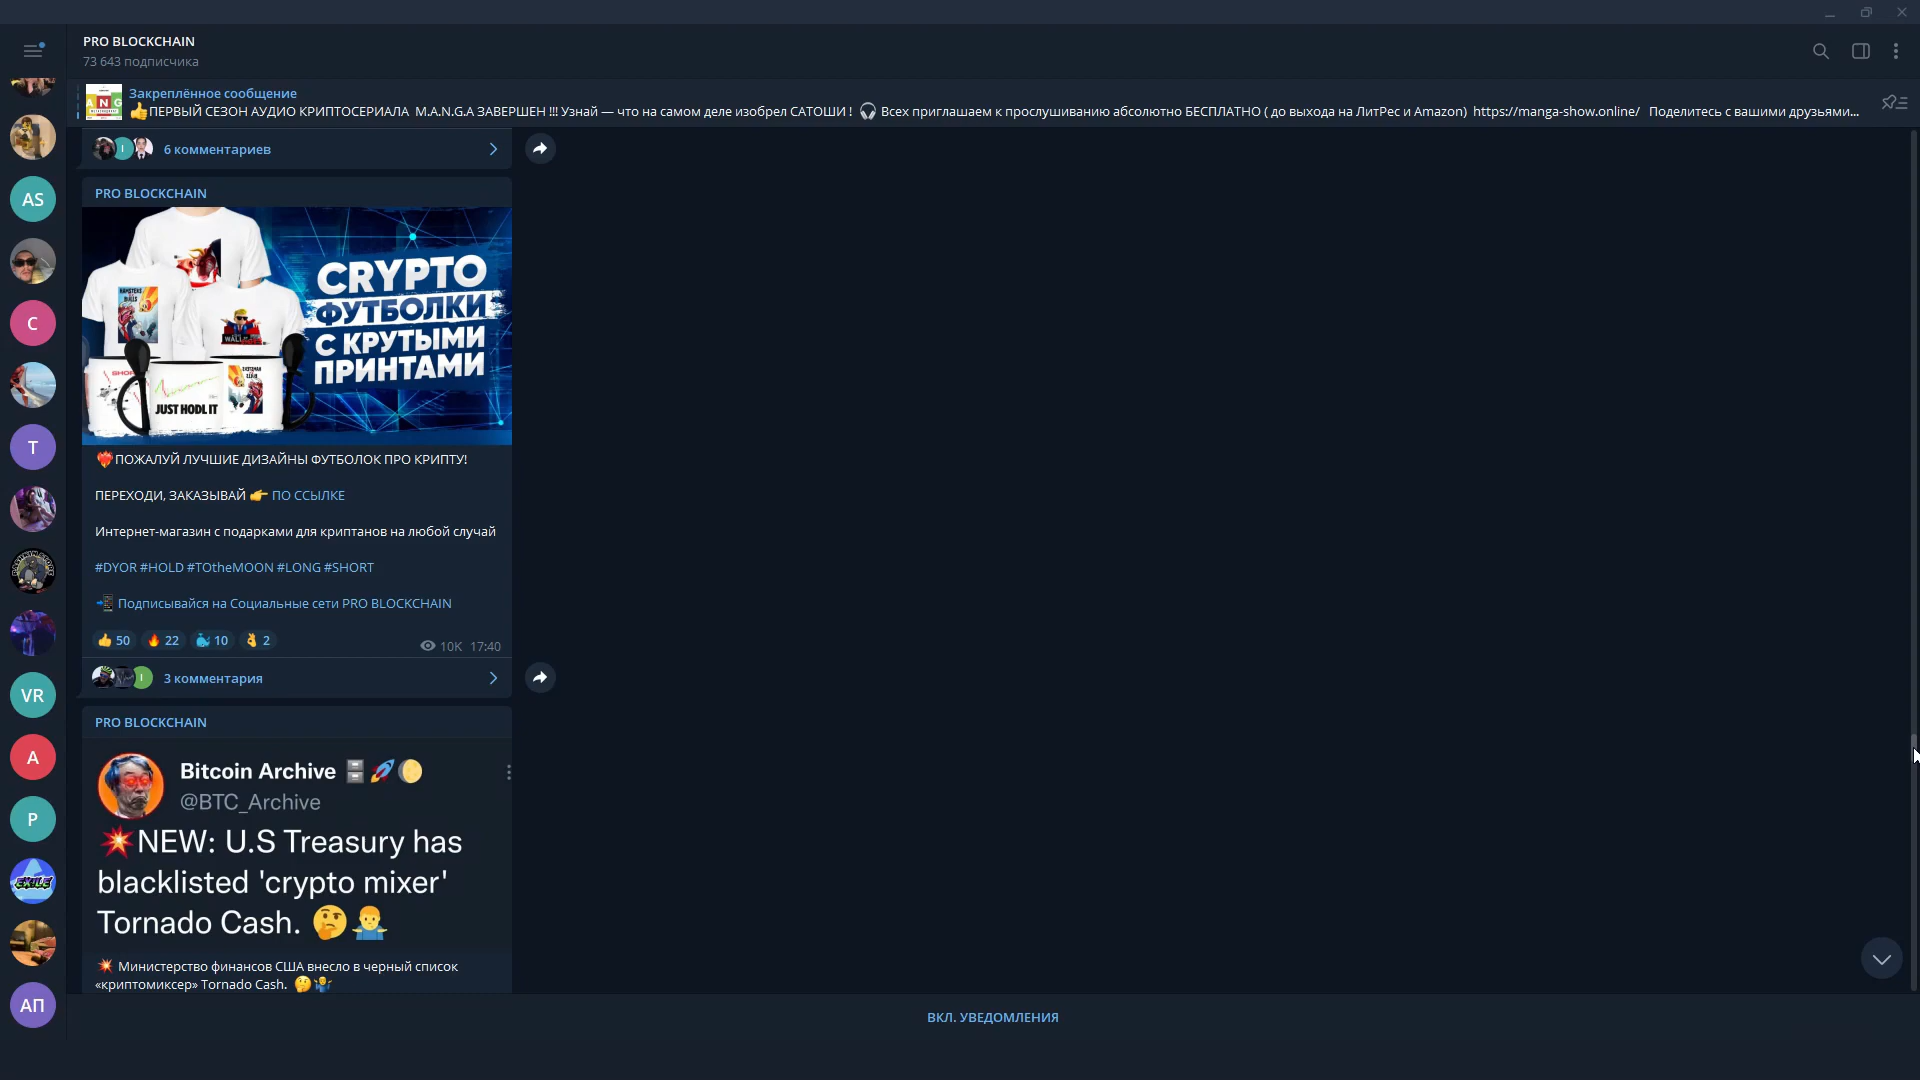 PRO BLOCKCHAIN
73 643 подписчика
Закреплённое сообщение
👍ПЕРВЫЙ СЕЗОН АУДИО КРИПТОСЕРИАЛА M.A.N.G.A ЗАВЕРШЕН !!! Узнай — что на самом деле изобрел САТОШИ ! 🎧 Всех приглашаем к прослушиванию абсолютно БЕСПЛАТНО ( до выхода на ЛитРес и Amazon) https://manga-show.online/ Поделитесь с вашими друзьями...
6 комментариев
PRO BLOCKCHAIN
CRYPTO
ФУТБОЛКИ
С КРУТЫМИ
ПРИНТАМИ
JUST HODL IT
❤️‍🔥ПОЖАЛУЙ ЛУЧШИЕ ДИЗАЙНЫ ФУТБОЛОК ПРО КРИПТУ!
ПЕРЕХОДИ, ЗАКАЗЫВАЙ 👉 ПО ССЫЛКЕ
Интернет-магазин с подарками для криптанов на любой случай
#DYOR #HOLD #TOtheMOON #LONG #SHORT
📲 Подписывайся на Социальные сети PRO BLOCKCHAIN
👍 50 🔥 22 🐳 10 👌 2
10K 17:40
3 комментария
PRO BLOCKCHAIN
Bitcoin Archive 🗄️🚀🌔
@BTC_Archive
💥NEW: U.S Treasury has
blacklisted 'crypto mixer'
Tornado Cash. 🤔🤷‍♂️
💥 Министерство финансов США внесло в черный список
«криптомиксер» Tornado Cash. 🤔🤷‍♂️
ВКЛ. УВЕДОМЛЕНИЯ
AS
C
T
VR
A
P
EXILE
АП